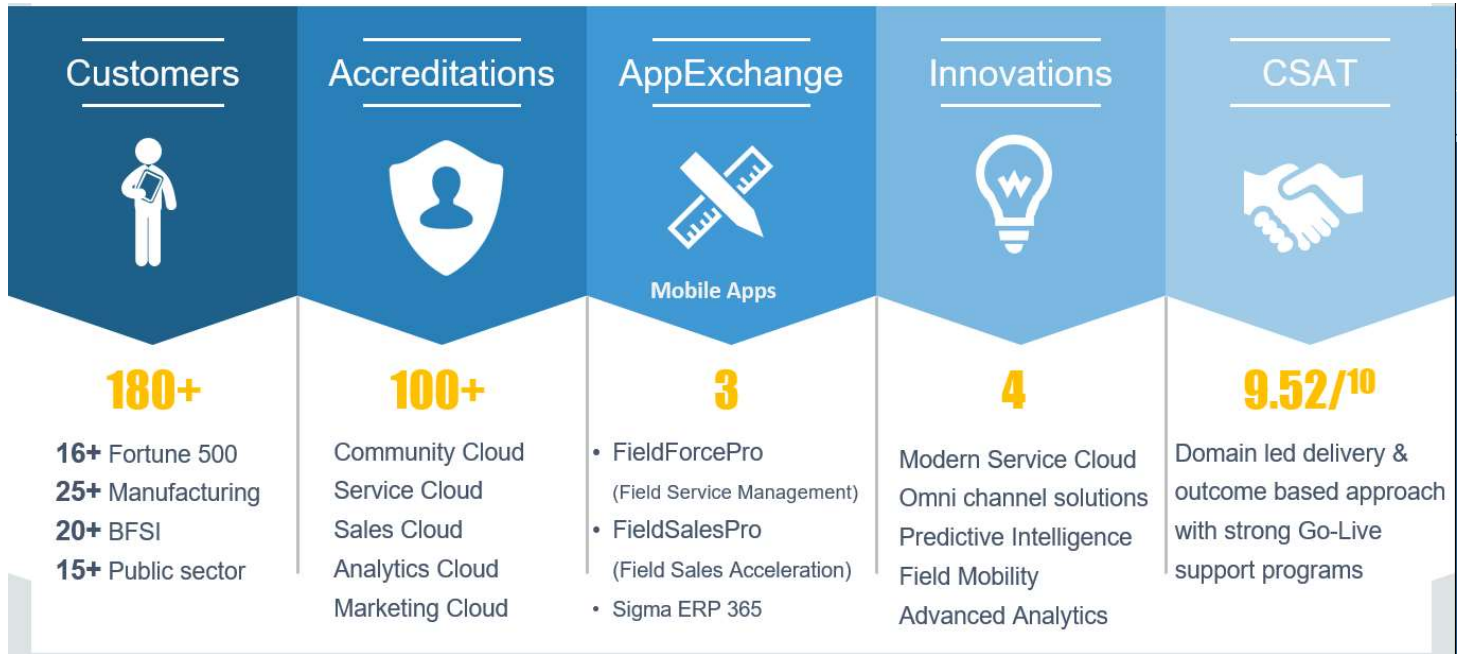 Customers
Accreditations
AppExchange
Innovations
CSAT
Mobile Apps
180+
16+ Fortune 500
25+ Manufacturing
20+ BFSI
15+ Public sector
100+
Community Cloud
Service Cloud
Sales Cloud
Analytics Cloud
Marketing Cloud
3
• FieldForcePro
(Field Service Management)
• FieldSalesPro
(Field Sales Acceleration)
• Sigma ERP 365
4
Modern Service Cloud
Omni channel solutions
Predictive Intelligence
Field Mobility
Advanced Analytics
9.52/10
Domain led delivery &
outcome based approach
with strong Go-Live
support programs